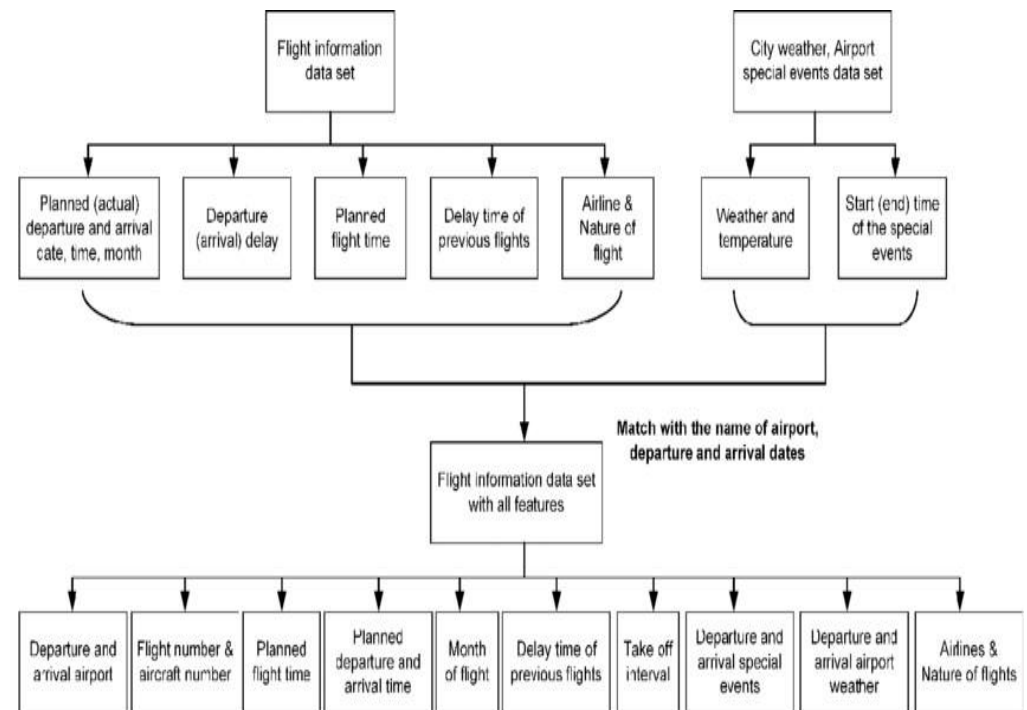 Flight information
data set
City weather, Airport
special events data set
Planned (actual)
departure and arrival
cate, time, month
Departure
(arrival) delay
Planned
flight time
Delay time of
previous flights
Airline &
Nature of
flight
Weather and
temperature
Start (end) time
of the special
events
Match with the name of airport,
departure and arrival dates
Flight information data set
with all features
Departure and
arrival airport
Flight number &
aircraft number
Planned
flight time
Planned
departure and
arrival time
Month
of flight
Delay time of
previous flights
Take off
interval
Departure and
arrival special
events
Departure and
arrival airport
weather
Airlines &
Nature of flights